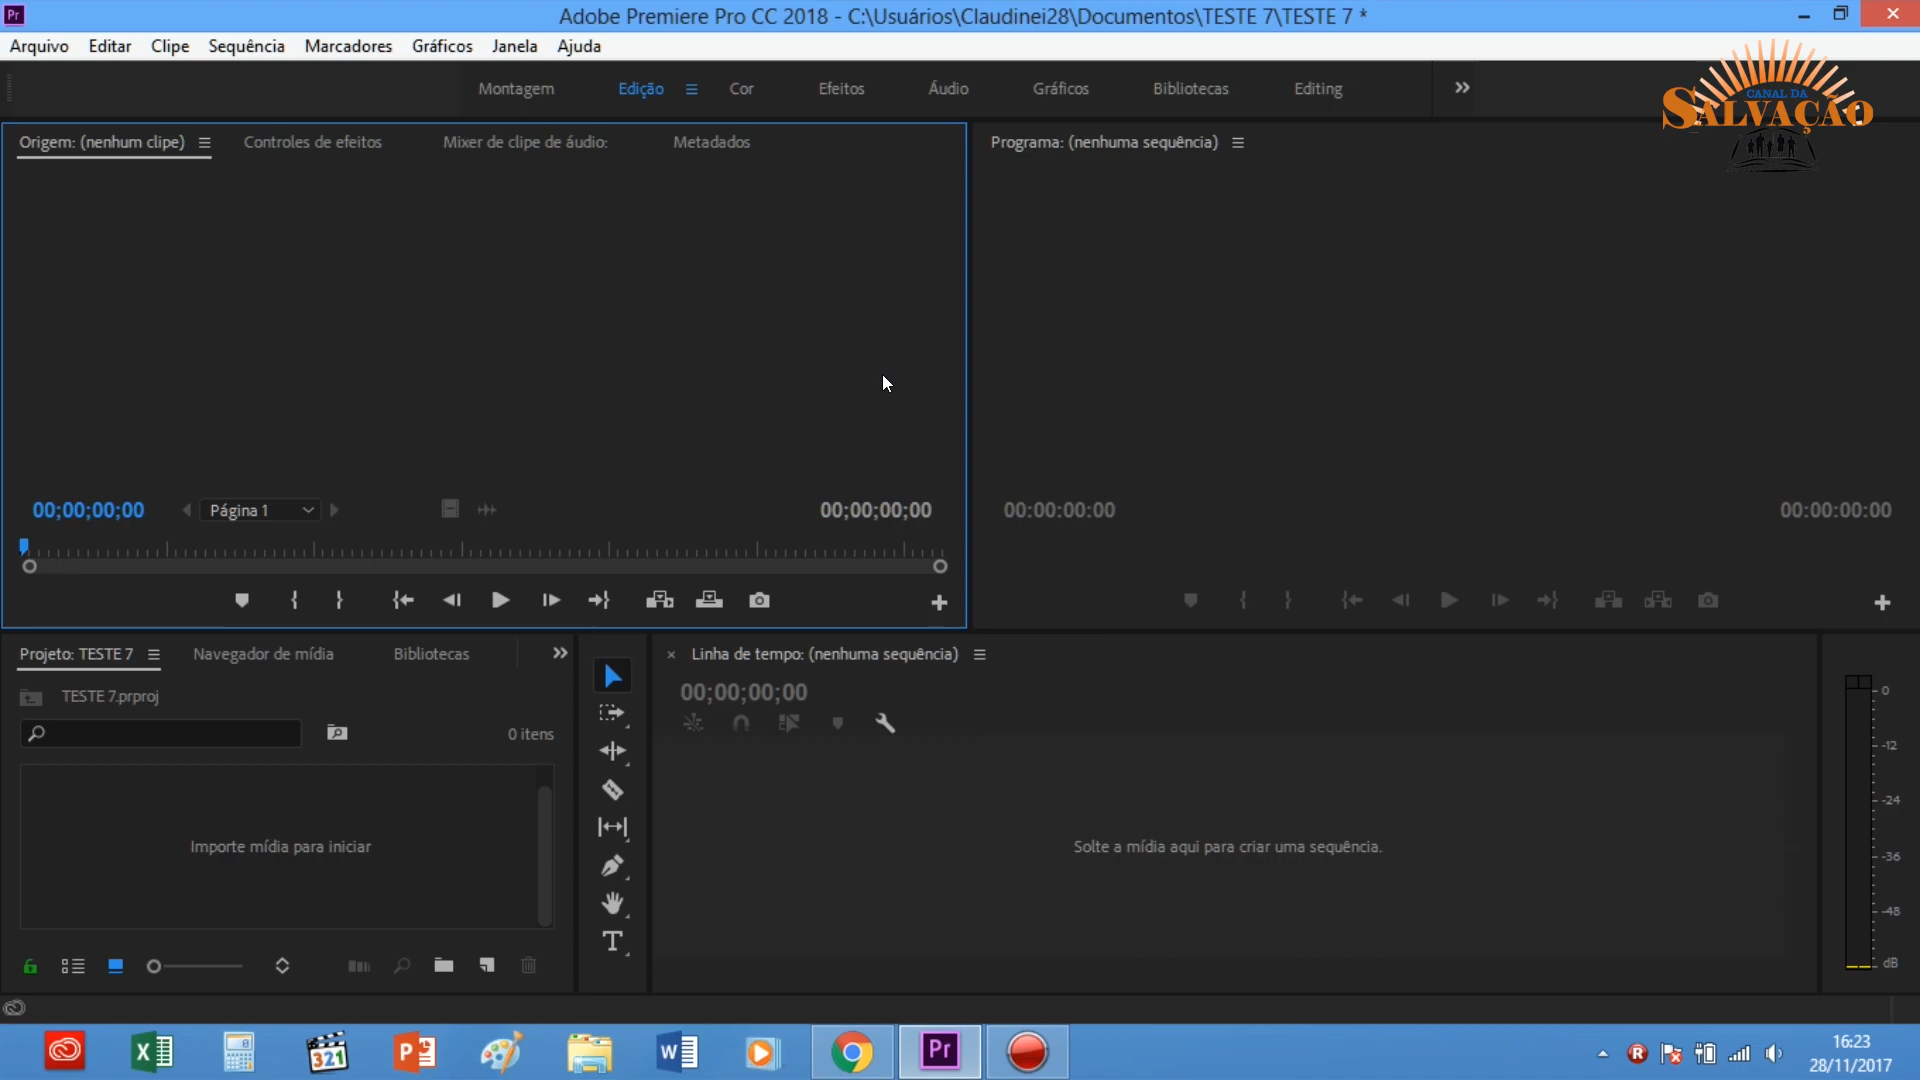 Pr
Adobe Premiere Pro CC 2018 - C:\Usuários\Claudinei28\Documentos\TESTE 7\TESTE 7 *
Arquivo Editar Clipe Sequência Marcadores Gráficos Janela Ajuda
Montagem Edição Cor Efeitos Áudio Gráficos Bibliotecas Editing
CANAL DA
SALVAÇÃO
Origem: (nenhum clipe) Controles de efeitos Mixer de clipe de áudio: Metadados
Programa: (nenhuma sequência)
00;00;00;00 Página 1 00;00;00;00
00:00:00:00 00:00:00:00
Projeto: TESTE 7 Navegador de mídia Bibliotecas
× Linha de tempo: (nenhuma sequência)
TESTE 7.prproj
00;00;00;00
0 itens
Importe mídia para iniciar
Solte a mídia aqui para criar uma sequência.
T
0
-12
-24
-36
-48
dB
321
Pr
R
16:23
28/11/2017